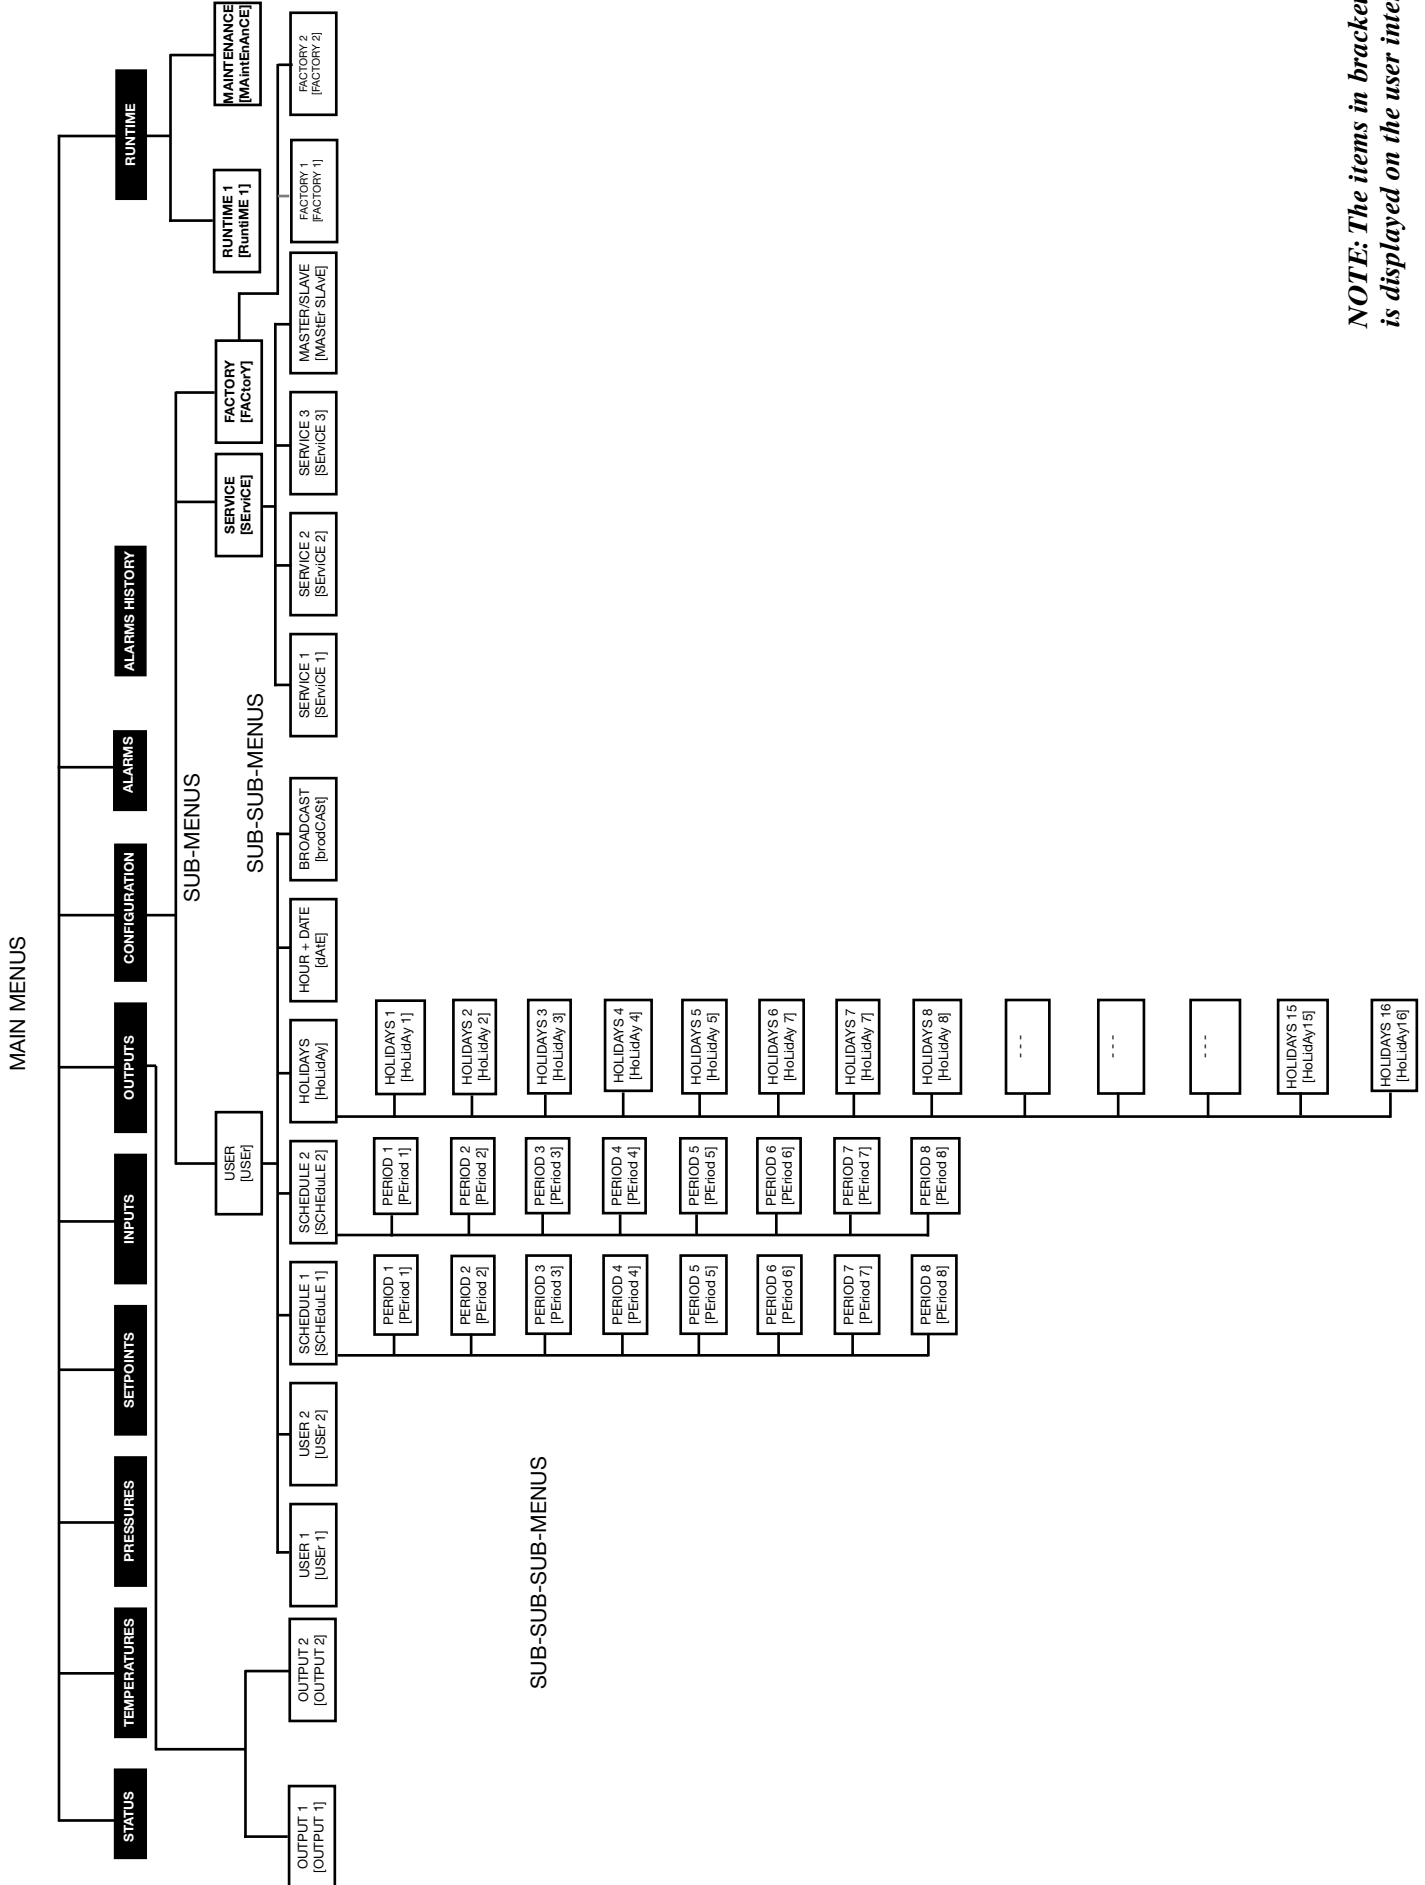 MAIN MENUS
STATUS
TEMPERATURES
PRESSURES
SETPOINTS
INPUTS
OUTPUTS
CONFIGURATION
ALARMS
ALARMS HISTORY
RUNTIME
SUB-MENUS
USER
[USEr]
SERVICE
[SErviCE]
FACTORY
[FACtorY]
RUNTIME 1
[RuntiME 1]
MAINTENANCE
[MAintEnAnCE]
SUB-SUB-MENUS
OUTPUT 1
[OUTPUT 1]
OUTPUT 2
[OUTPUT 2]
USER 1
[USEr 1]
USER 2
[USEr 2]
SCHEDULE 1
[SCHEduLE 1]
SCHEDULE 2
[SCHEduLE 2]
HOLIDAYS
[HoLidAy]
HOUR + DATE
[dAtE]
BROADCAST
[brodCASt]
SERVICE 1
[SErviCE 1]
SERVICE 2
[SErviCE 2]
SERVICE 3
[SErviCE 3]
MASTER/SLAVE
[MAStEr SLAvE]
FACTORY 1
[FACTORY 1]
FACTORY 2
[FACTORY 2]
SUB-SUB-SUB-MENUS
PERIOD 1
[PEriod 1]
PERIOD 2
[PEriod 2]
PERIOD 3
[PEriod 3]
PERIOD 4
[PEriod 4]
PERIOD 5
[PEriod 5]
PERIOD 6
[PEriod 6]
PERIOD 7
[PEriod 7]
PERIOD 8
[PEriod 8]
PERIOD 1
[PEriod 1]
PERIOD 2
[PEriod 2]
PERIOD 3
[PEriod 3]
PERIOD 4
[PEriod 4]
PERIOD 5
[PEriod 5]
PERIOD 6
[PEriod 6]
PERIOD 7
[PEriod 7]
PERIOD 8
[PEriod 8]
HOLIDAYS 1
[HoLidAy 1]
HOLIDAYS 2
[HoLidAy 2]
HOLIDAYS 3
[HoLidAy 3]
HOLIDAYS 4
[HoLidAy 4]
HOLIDAYS 5
[HoLidAy 5]
HOLIDAYS 6
[HoLidAy 7]
HOLIDAYS 7
[HoLidAy 7]
HOLIDAYS 8
[HoLidAy 8]
- - -
- - -
- - -
HOLIDAYS 15
[HoLidAy15]
HOLIDAYS 16
[HoLidAy16]
NOTE: The items in
is displayed on the user